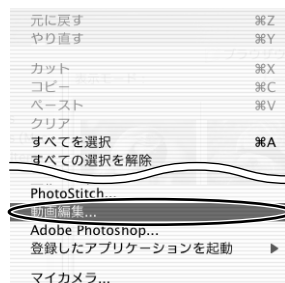 元に戻す ⌘Z
やり直す ⌘Y
カット ⌘X
コピー ⌘C
ペースト ⌘V
クリア
すべてを選択 ⌘A
すべての選択を解除
PhotoStitch...
動画編集...
Adobe Photoshop...
登録したアプリケーションを起動 ▶
マイカメラ...